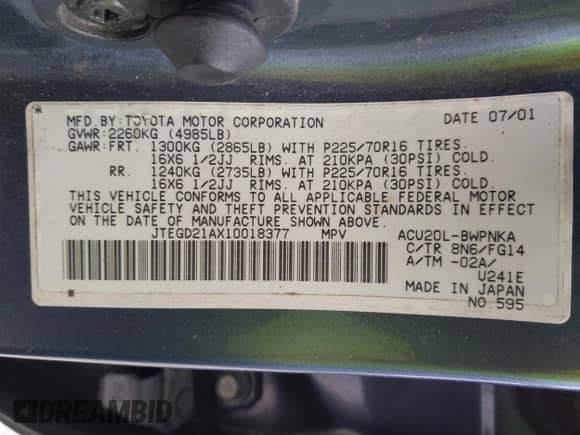 MFD.BY:TOYOTA MOTOR CORPORATION DATE 07/01
GVWR:2260KG (4985LB)
GAWR:FRT. 1300KG (2865LB) WITH P225/70R16 TIRES.
16X6 1/2JJ RIMS. AT 210KPA (30PSI) COLD.
RR. 1240KG (2735LB) WITH P225/70R16 TIRES.
16X6 1/2JJ RIMS. AT 210KPA (30PSI) COLD.
THIS VEHICLE CONFORMS TO ALL APPLICABLE FEDERAL MOTOR
VEHICLE SAFETY AND THEFT PREVENTION STANDARDS IN EFFECT
ON THE DATE OF MANUFACTURE SHOWN ABOVE.
JTEGD21AX10018377 MPV ACU20L-BWPNKA
C/TR 8N6/FG14
A/TM -02A/
U241E
MADE IN JAPAN
NO.595
DREAMBID